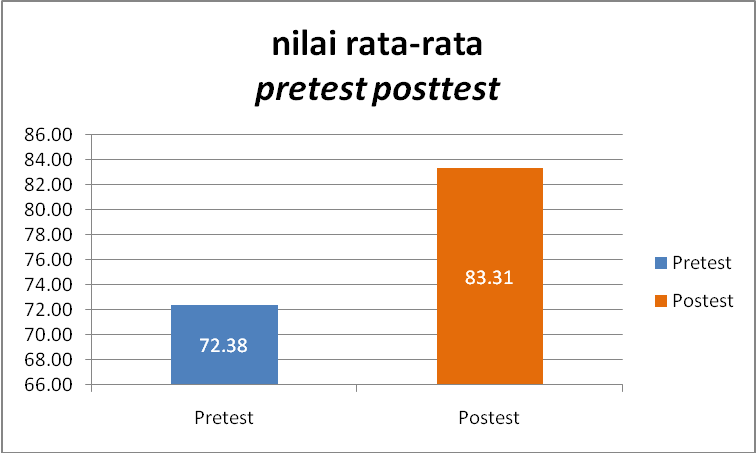 nilai rata-rata
pretest posttest
86.00
84.00
82.00
80.00
78.00
76.00
74.00
72.00
70.00
68.00
66.00
72.38
83.31
Pretest
Postest
Pretest
Postest